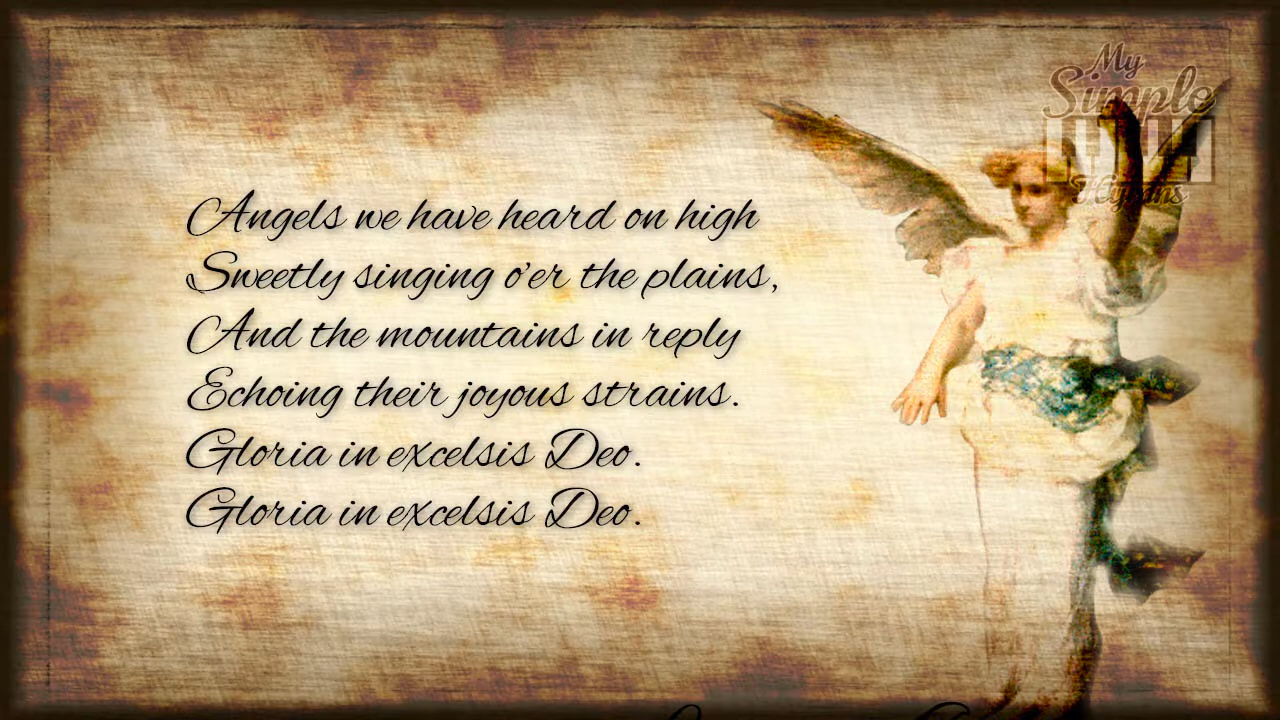 My
Simple
Hymns
Angels we have heard on high
Sweetly singing o'er the plains,
And the mountains in reply
Echoing their joyous strains.
Gloria in excelsis Deo.
Gloria in excelsis Deo.